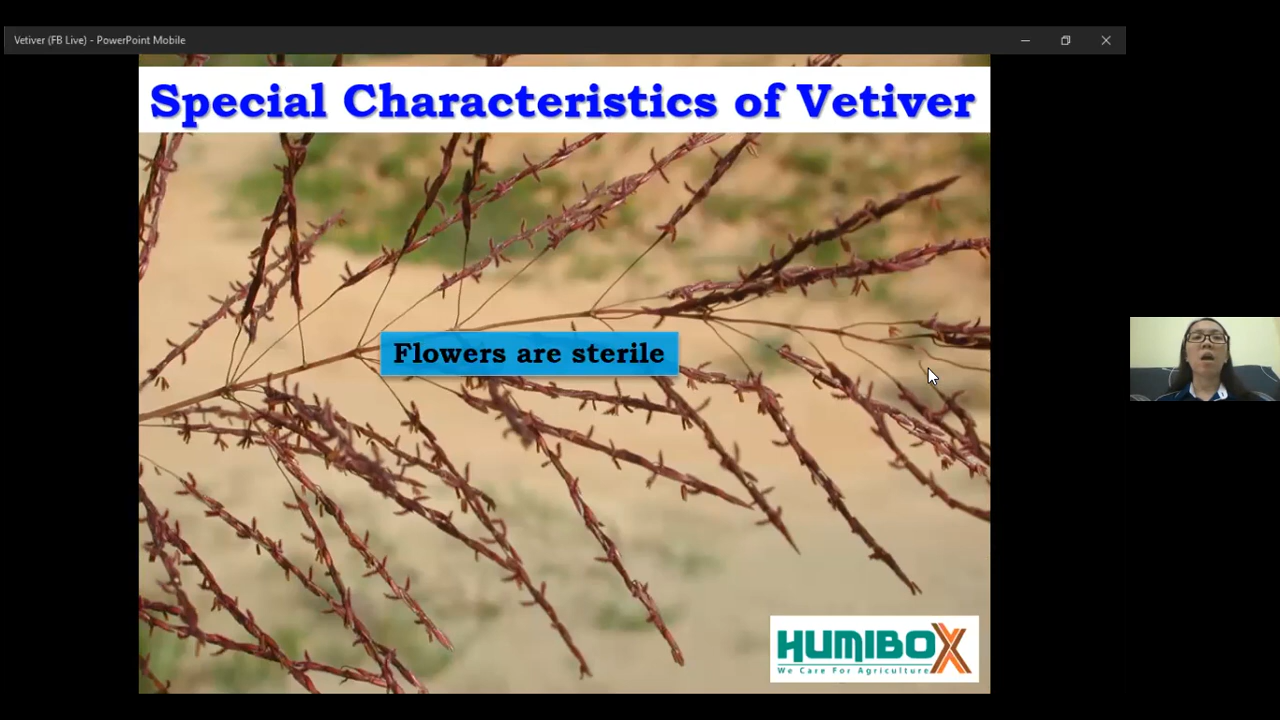 Vetiver (FB Live) - PowerPoint Mobile
Special Characteristics of Vetiver
Flowers are sterile
HUMIBOX
We Care For Agriculture